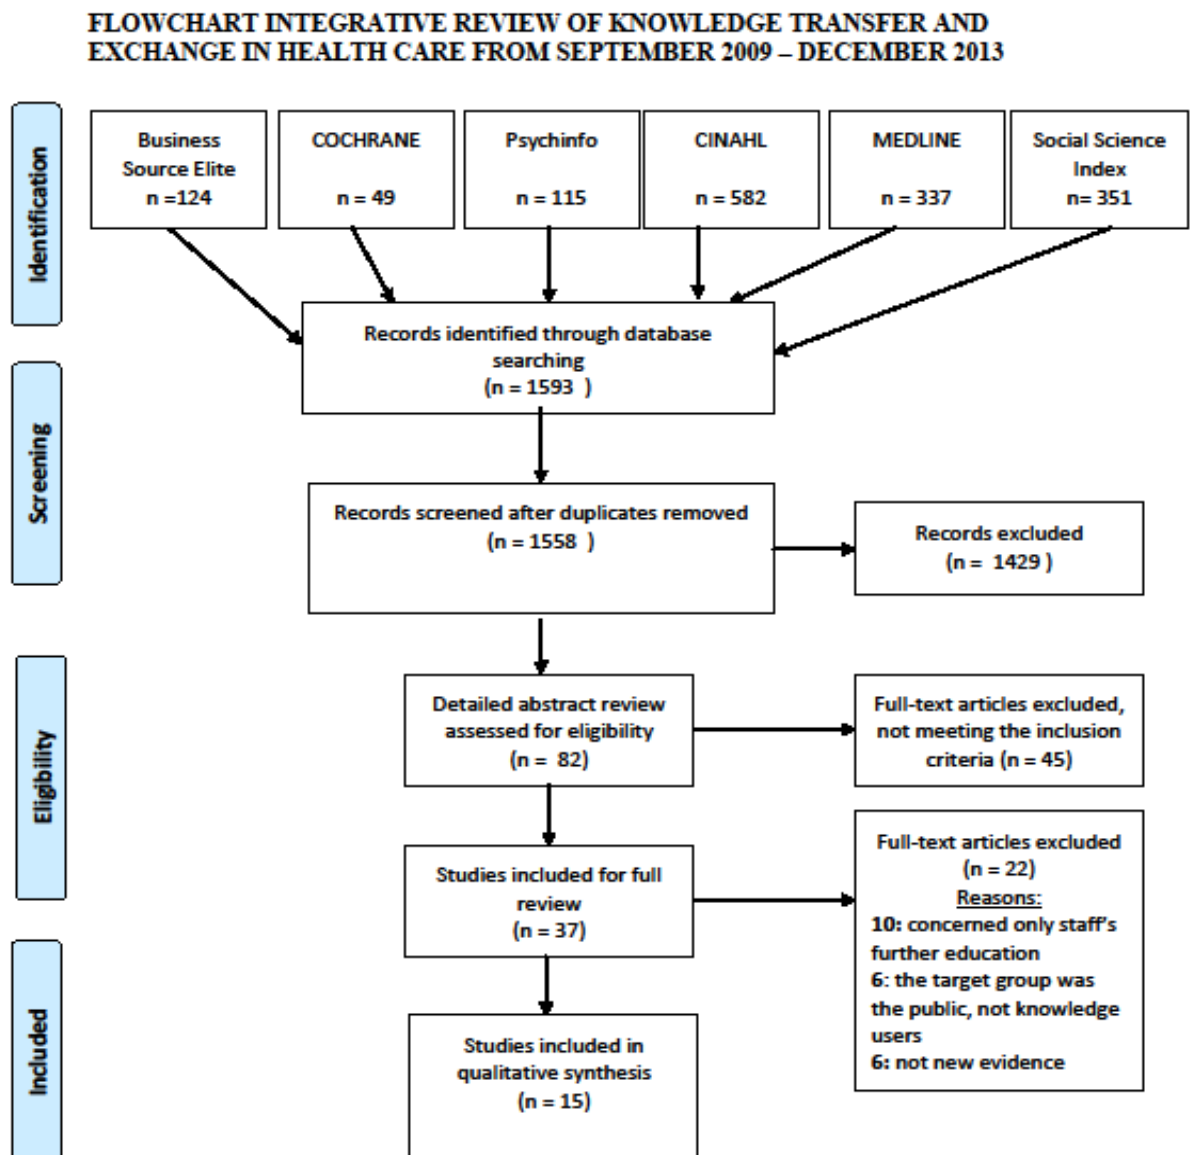 FLOWCHART INTEGRATIVE REVIEW OF KNOWLEDGE TRANSFER AND
EXCHANGE IN HEALTH CARE FROM SEPTEMBER 2009 – DECEMBER 2013
Identification
Business
Source Elite
n =124
COCHRANE
n = 49
Psychinfo
n = 115
CINAHL
n = 582
MEDLINE
n = 337
Social Science
Index
n= 351
Records identified through database
searching
(n = 1593 )
Screening
Records screened after duplicates removed
(n = 1558 )
Records excluded
(n = 1429 )
Eligibility
Detailed abstract review
assessed for eligibility
(n = 82)
Full-text articles excluded,
not meeting the inclusion
criteria (n = 45)
Studies included for full
review
(n = 37)
Full-text articles excluded
(n = 22)
Reasons:
10: concerned only staff's
further education
6: the target group was
the public, not knowledge
users
6: not new evidence
Included
Studies included in
qualitative synthesis
(n = 15)